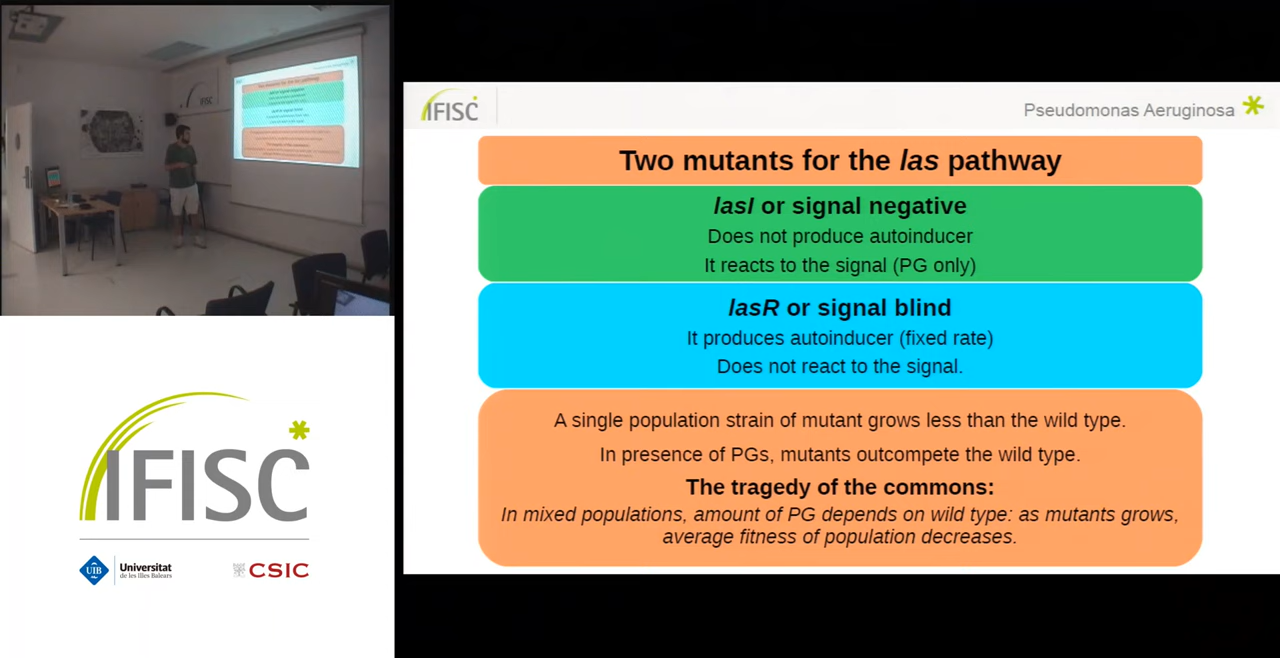 IFISC
Pseudomonas Aeruginosa
Two mutants for the las pathway
lasI or signal negative
Does not produce autoinducer
It reacts to the signal (PG only)
lasR or signal blind
It produces autoinducer (fixed rate)
Does not react to the signal.
A single population strain of mutant grows less than the wild type.
In presence of PGs, mutants outcompete the wild type.
The tragedy of the commons:
In mixed populations, amount of PG depends on wild type: as mutants grows,
average fitness of population decreases.
IFISC
UIB
Universitat
de les Illes Balears
CSIC